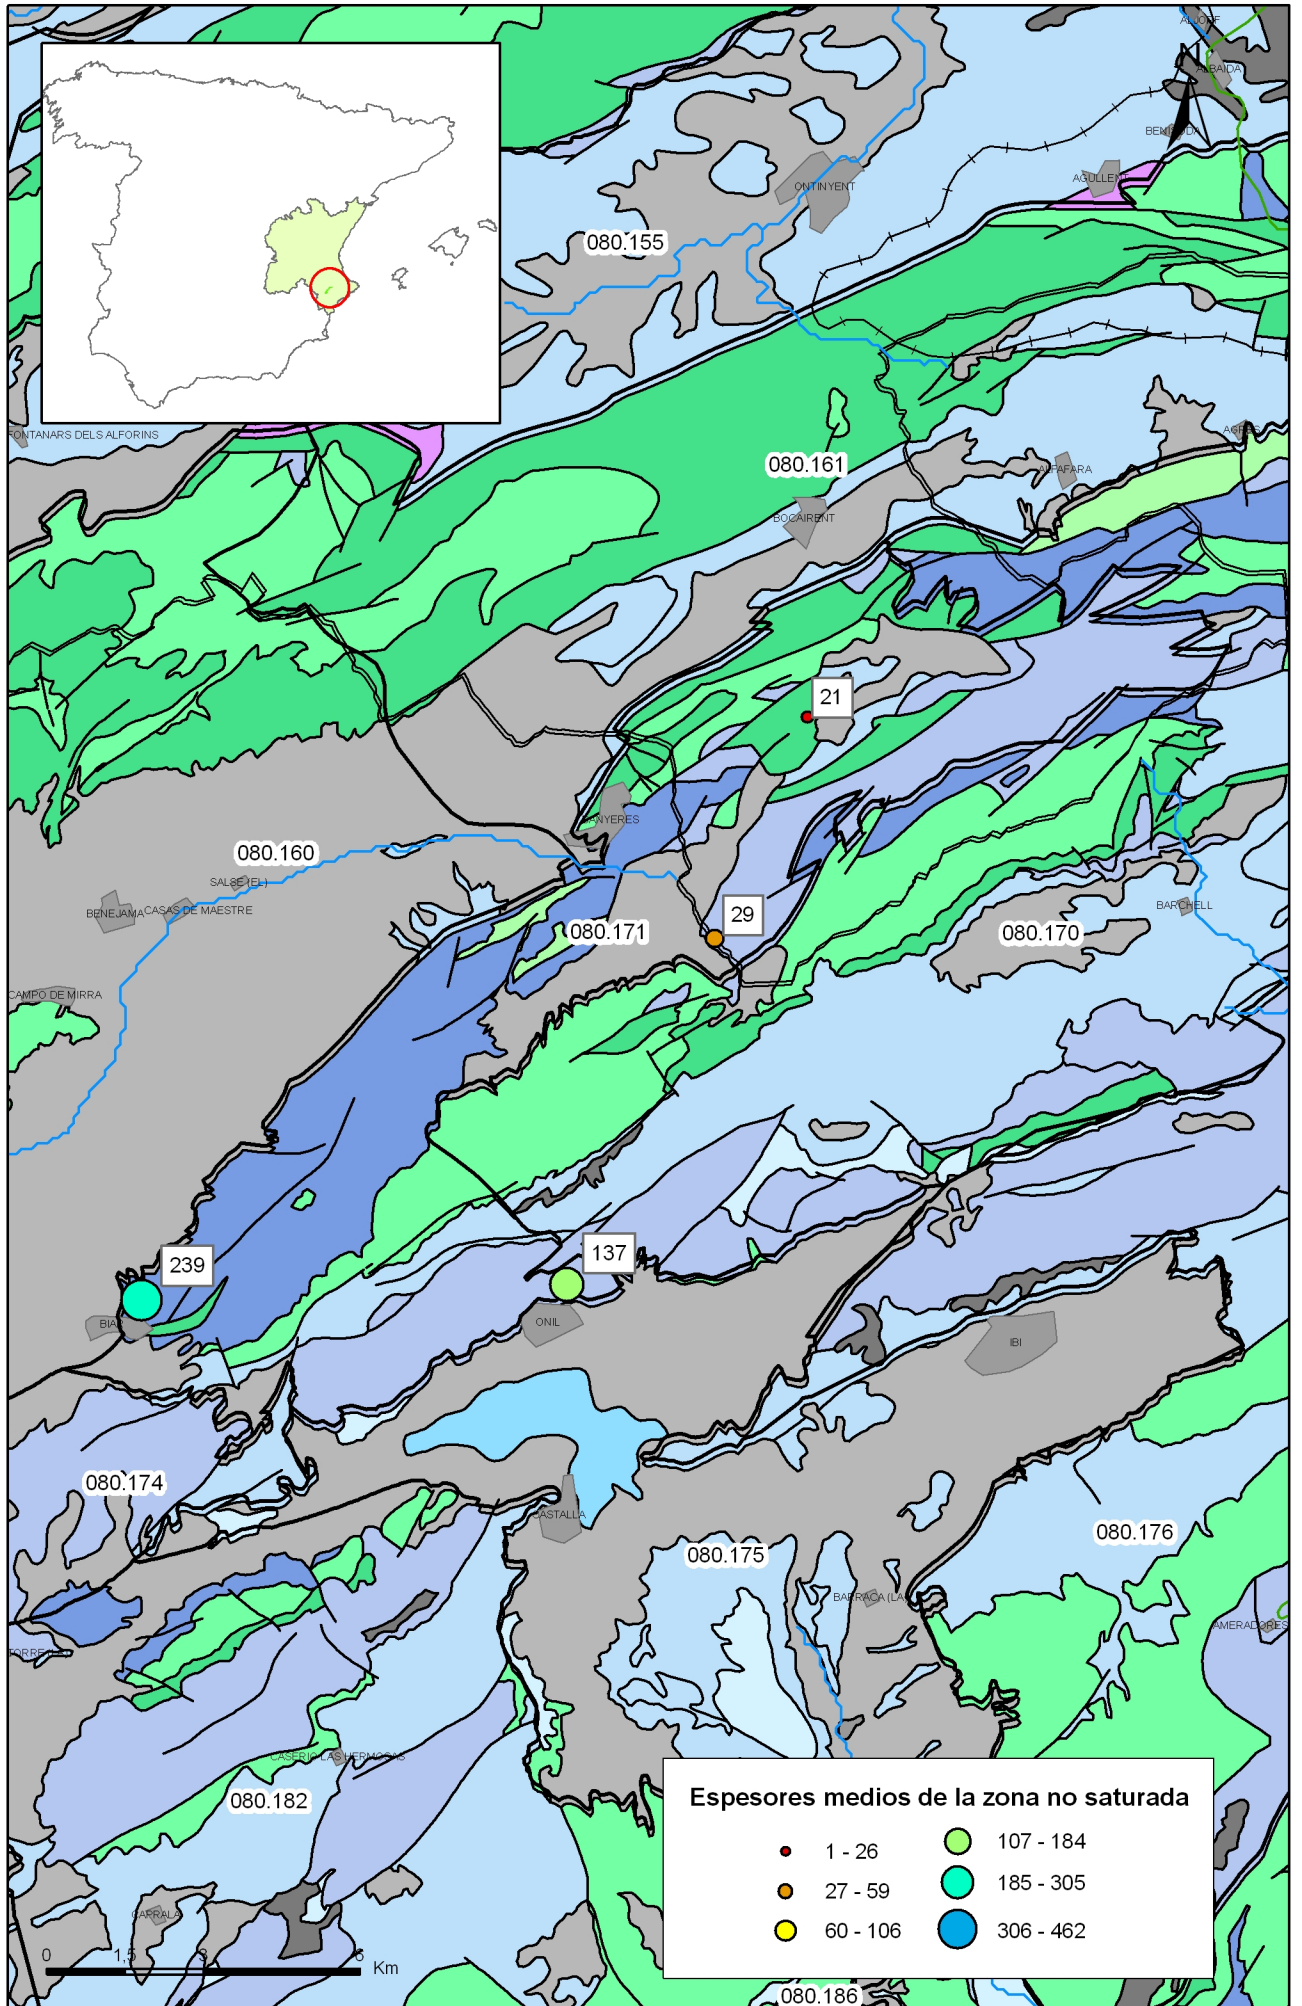 ALJORF
N
ALBAIDA
BENISODA
AGULLENT
ONTINYENT
080.155
FONTANARS DELS ALFORINS
AGRES
080.161
ALFAFARA
BOCAIRENT
21
BANYERES
080.160
SALSE (EL)
BENEJAMA
CASAS DE MAESTRE
BARCHELL
29
080.171
080.170
CAMPO DE MIRRA
239
137
BIAR
ONIL
IBI
080.174
CASTALLA
080.176
080.175
BARRACA (LA)
AMERADORES
CASERIO LAS HERMOSAS
080.182
Espesores medios de la zona no saturada
1 - 26
27 - 59
60 - 106
107 - 184
185 - 305
306 - 462
CAPRALA
0 1,5 3 6
Km
080.186